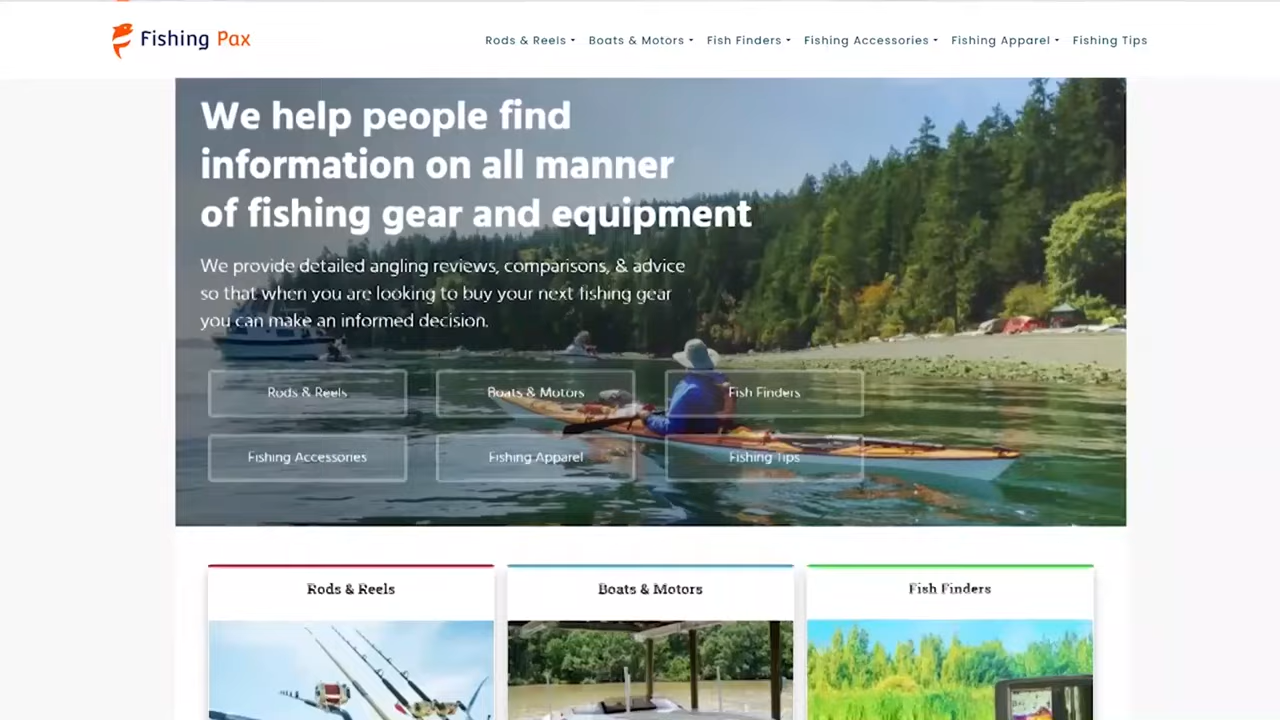 Fishing Pax
Rods & Reels
Boats & Motors
Fish Finders
Fishing Accessories
Fishing Apparel
Fishing Tips
We help people find
information on all manner
of fishing gear and equipment
We provide detailed angling reviews, comparisons, & advice
so that when you are looking to buy your next fishing gear
you can make an informed decision.
Rods & Reels
Boats & Motors
Fish Finders
Fishing Accessories
Fishing Apparel
Fishing Tips
Rods & Reels
Boats & Motors
Fish Finders